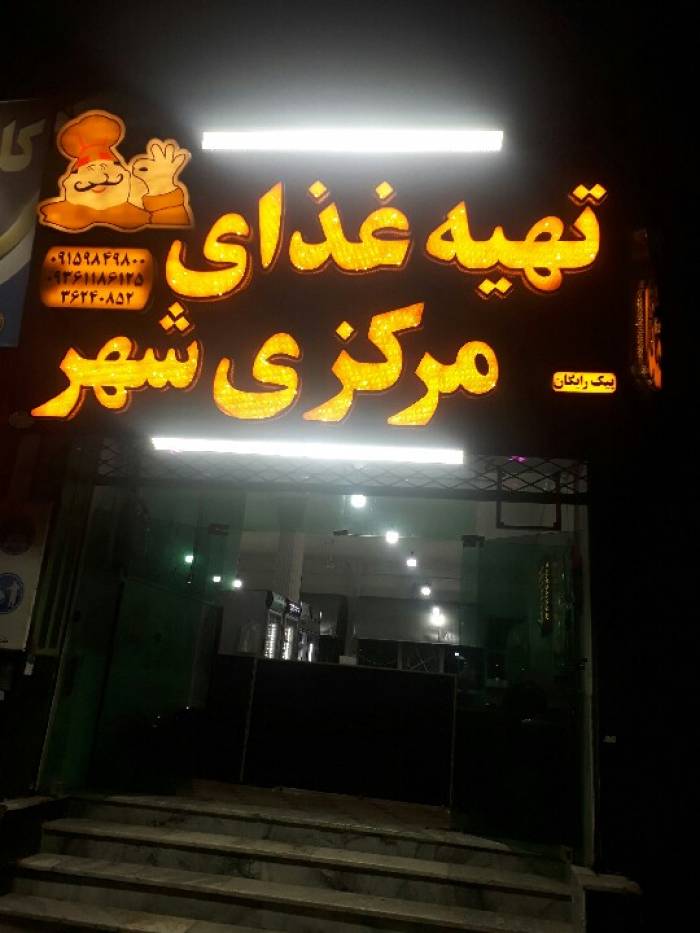 تهیه غذای
مرکزی شهر
۰۹۱۵۹۸۴۹۸۰۰
۰۹۳۶۱۱۸۶۱۲۵
۳۶۲۴۰۸۵۲
پیک رایگان